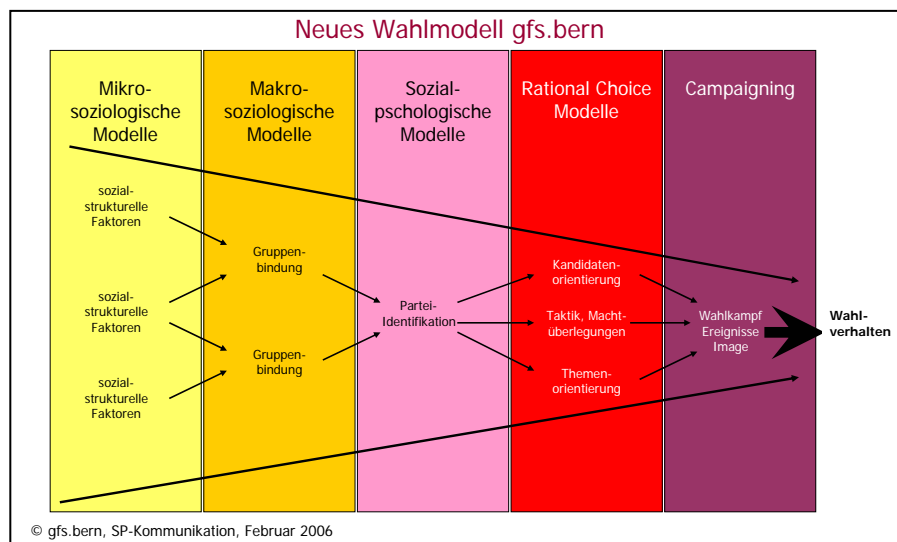 Neues Wahlmodell gfs.bern
Mikro-
soziologische
Modelle
Makro-
soziologische
Modelle
Sozial-
pschologische
Modelle
Rational Choice
Modelle
Campaigning
sozial-
strukturelle
Faktoren
sozial-
strukturelle
Faktoren
sozial-
strukturelle
Faktoren
Gruppen-
bindung
Gruppen-
bindung
Partei-
Identifikation
Kandidaten-
orientierung
Taktik, Macht-
überlegungen
Themen-
orientierung
Wahlkampf
Ereignisse
Image
Wahl-
verhalten
© gfs.bern, SP-Kommunikation, Februar 2006